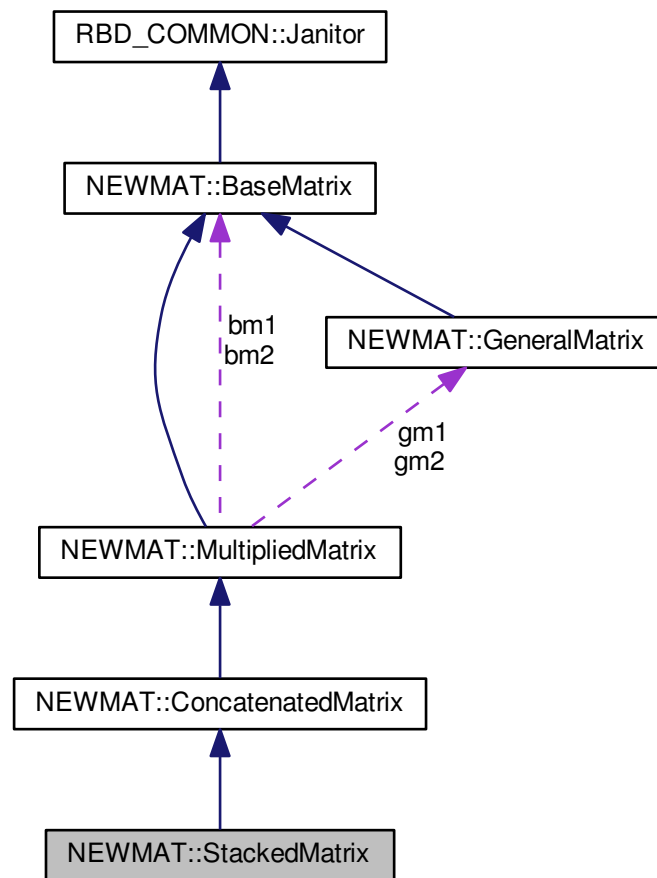 RBD_COMMON::Janitor
NEWMAT::BaseMatrix
bm1
bm2
NEWMAT::GeneralMatrix
gm1
gm2
NEWMAT::MultipliedMatrix
NEWMAT::ConcatenatedMatrix
NEWMAT::StackedMatrix